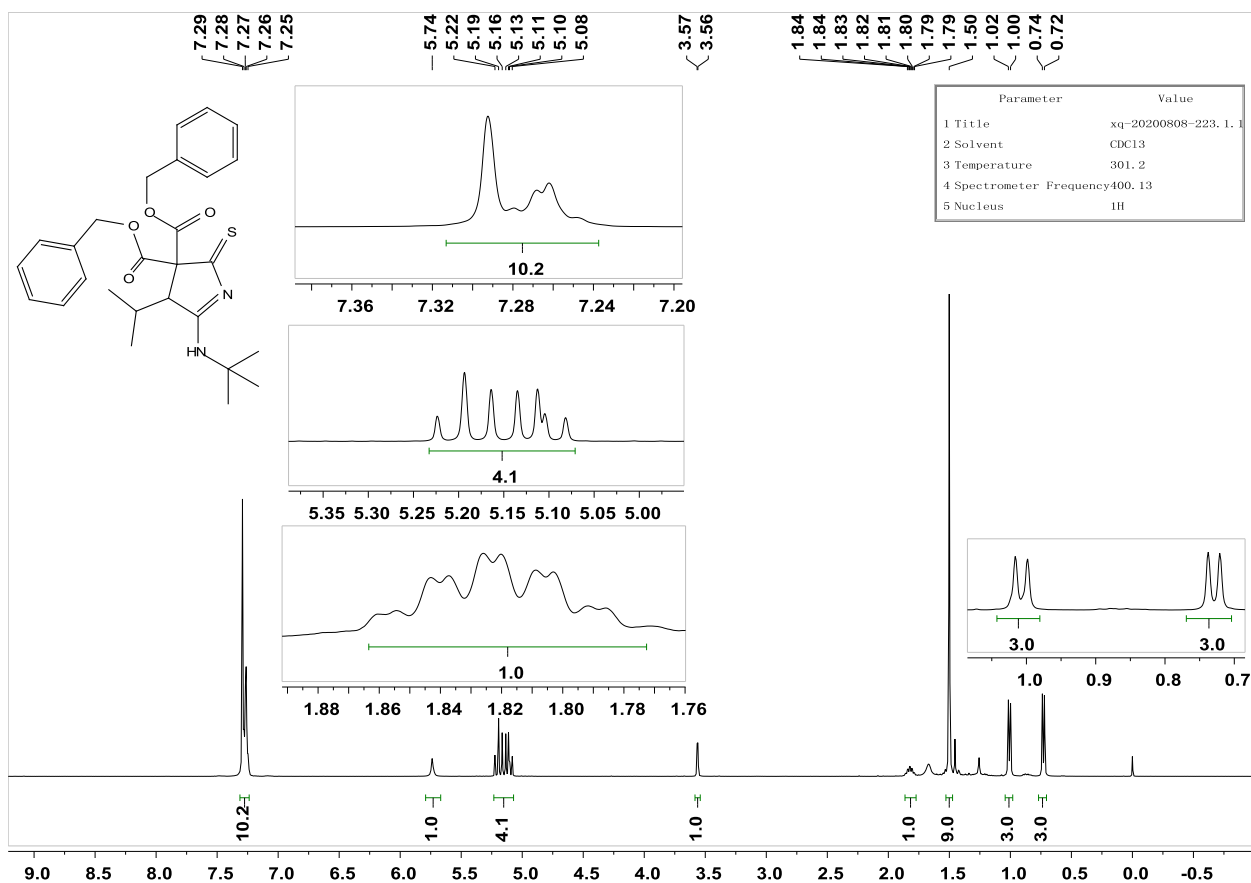 7.29 7.28 7.27 7.26 7.25 5.74 5.22 5.19 5.16 5.13 5.11 5.10 5.08 3.57 3.56 1.84 1.84 1.83 1.82 1.81 1.80 1.79 1.79 1.50 1.02 1.00 0.74 0.72
Parameter Value
1 Title xq-20200808-223.1.1
2 Solvent CDCl3
3 Temperature 301.2
4 Spectrometer Frequency 400.13
5 Nucleus 1H
O O
O
O
S
N
HN
10.2
7.36 7.32 7.28 7.24 7.20
4.1
5.35 5.30 5.25 5.20 5.15 5.10 5.05 5.00
1.0
1.88 1.86 1.84 1.82 1.80 1.78 1.76
3.0 3.0
1.0 0.9 0.8 0.7
10.2 1.0 4.1 1.0 1.0 9.0 3.0 3.0
9.0 8.5 8.0 7.5 7.0 6.5 6.0 5.5 5.0 4.5 4.0 3.5 3.0 2.5 2.0 1.5 1.0 0.5 0.0 -0.5